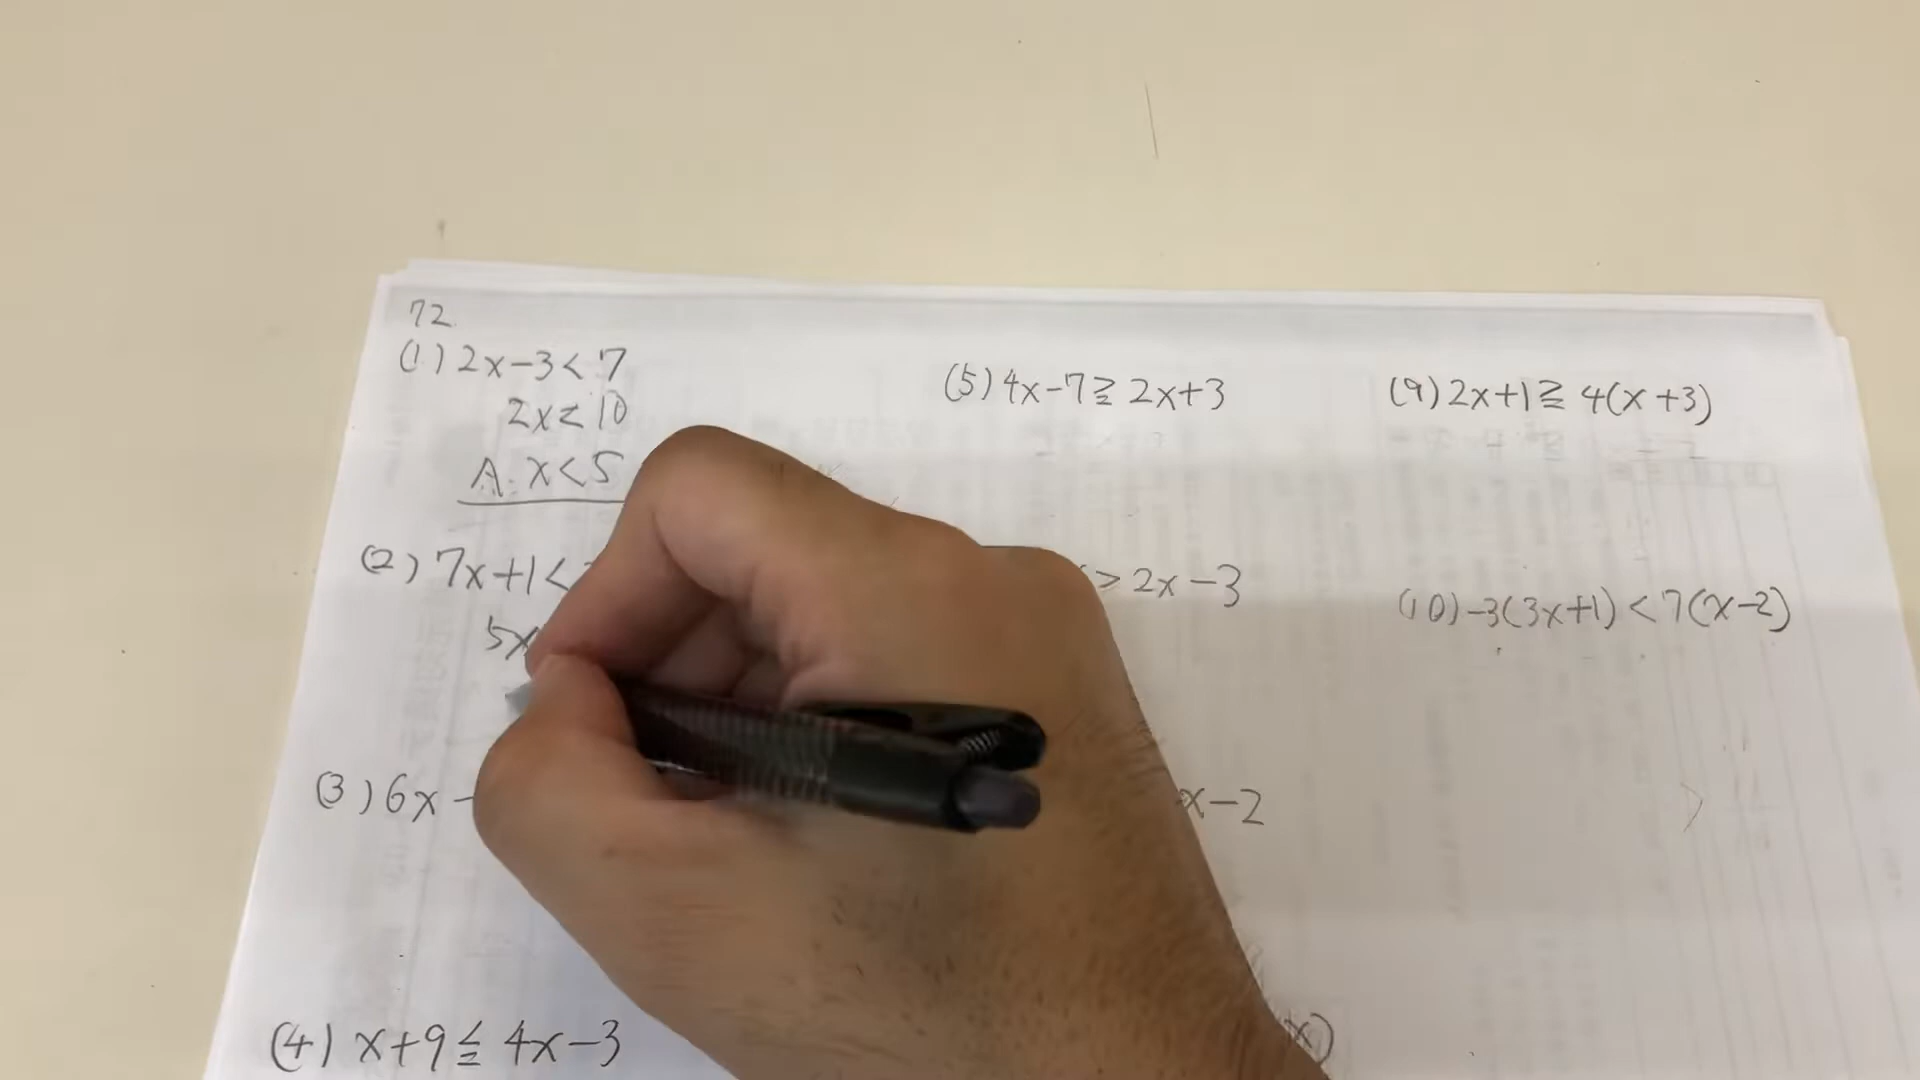 72
(1) 2x-3<7
2x<10
A. x<5
(2) 7x+1<
5x
(3) 6x-
(4) x+9≦4x-3
(5) 4x-7≧2x+3
>2x-3
x-2
x)
(9) 2x+1≧4(x+3)
(10) -3(3x+1)<7(x-2)